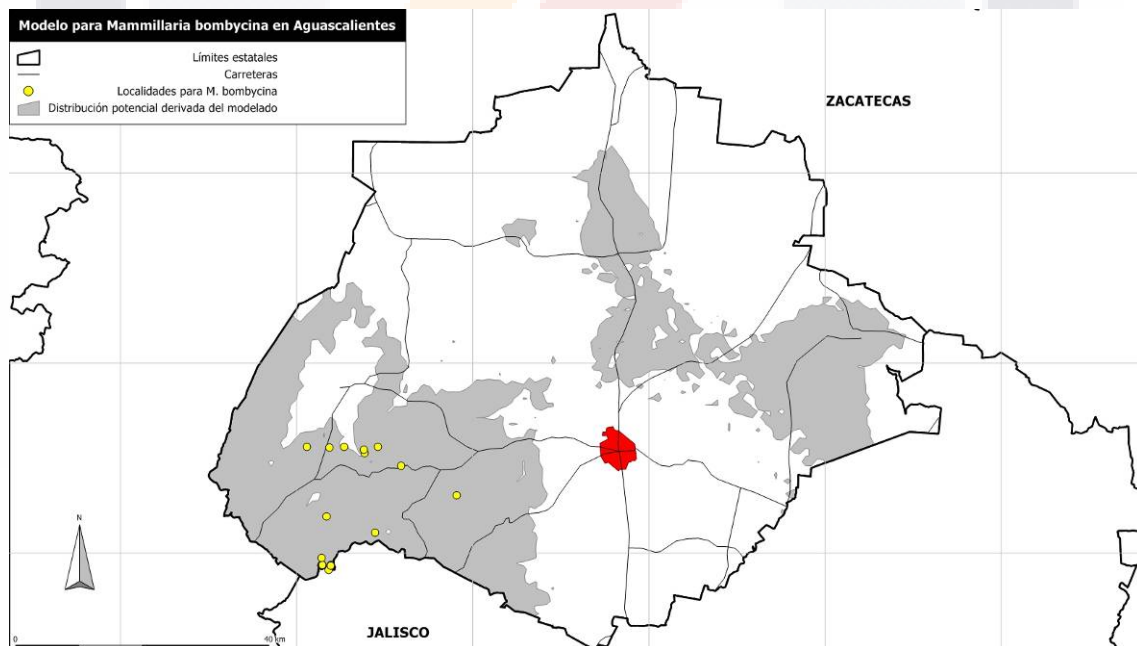 Modelo para Mammillaria bombycina en Aguascalientes
Límites estatales
Carreteras
Localidades para M. bombycina
Distribución potencial derivada del modelado
ZACATECAS
N
JALISCO
0
40 km